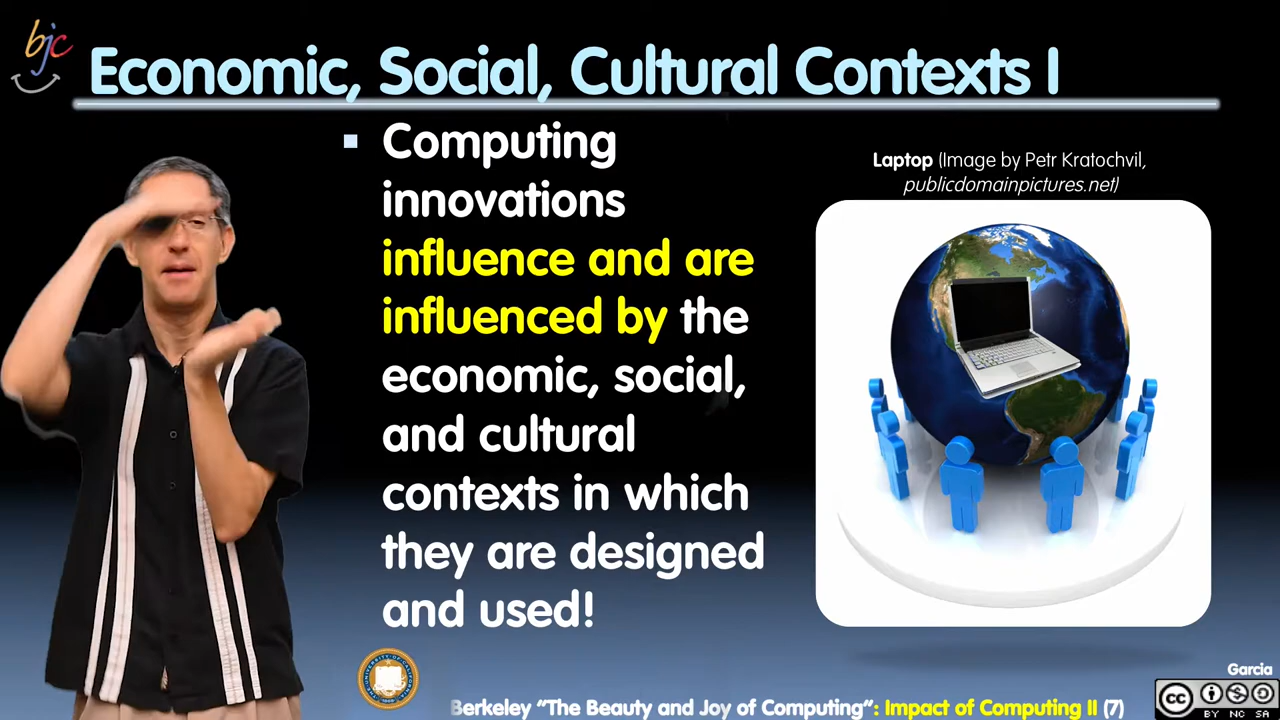 bjc
Economic, Social, Cultural Contexts I
Computing
innovations
influence and are
influenced by the
economic, social,
and cultural
contexts in which
they are designed
and used!
Laptop (Image by Petr Kratochvil,
publicdomainpictures.net)
Garcia
Berkeley “The Beauty and Joy of Computing”: Impact of Computing II (7)
CC
BY NC SA